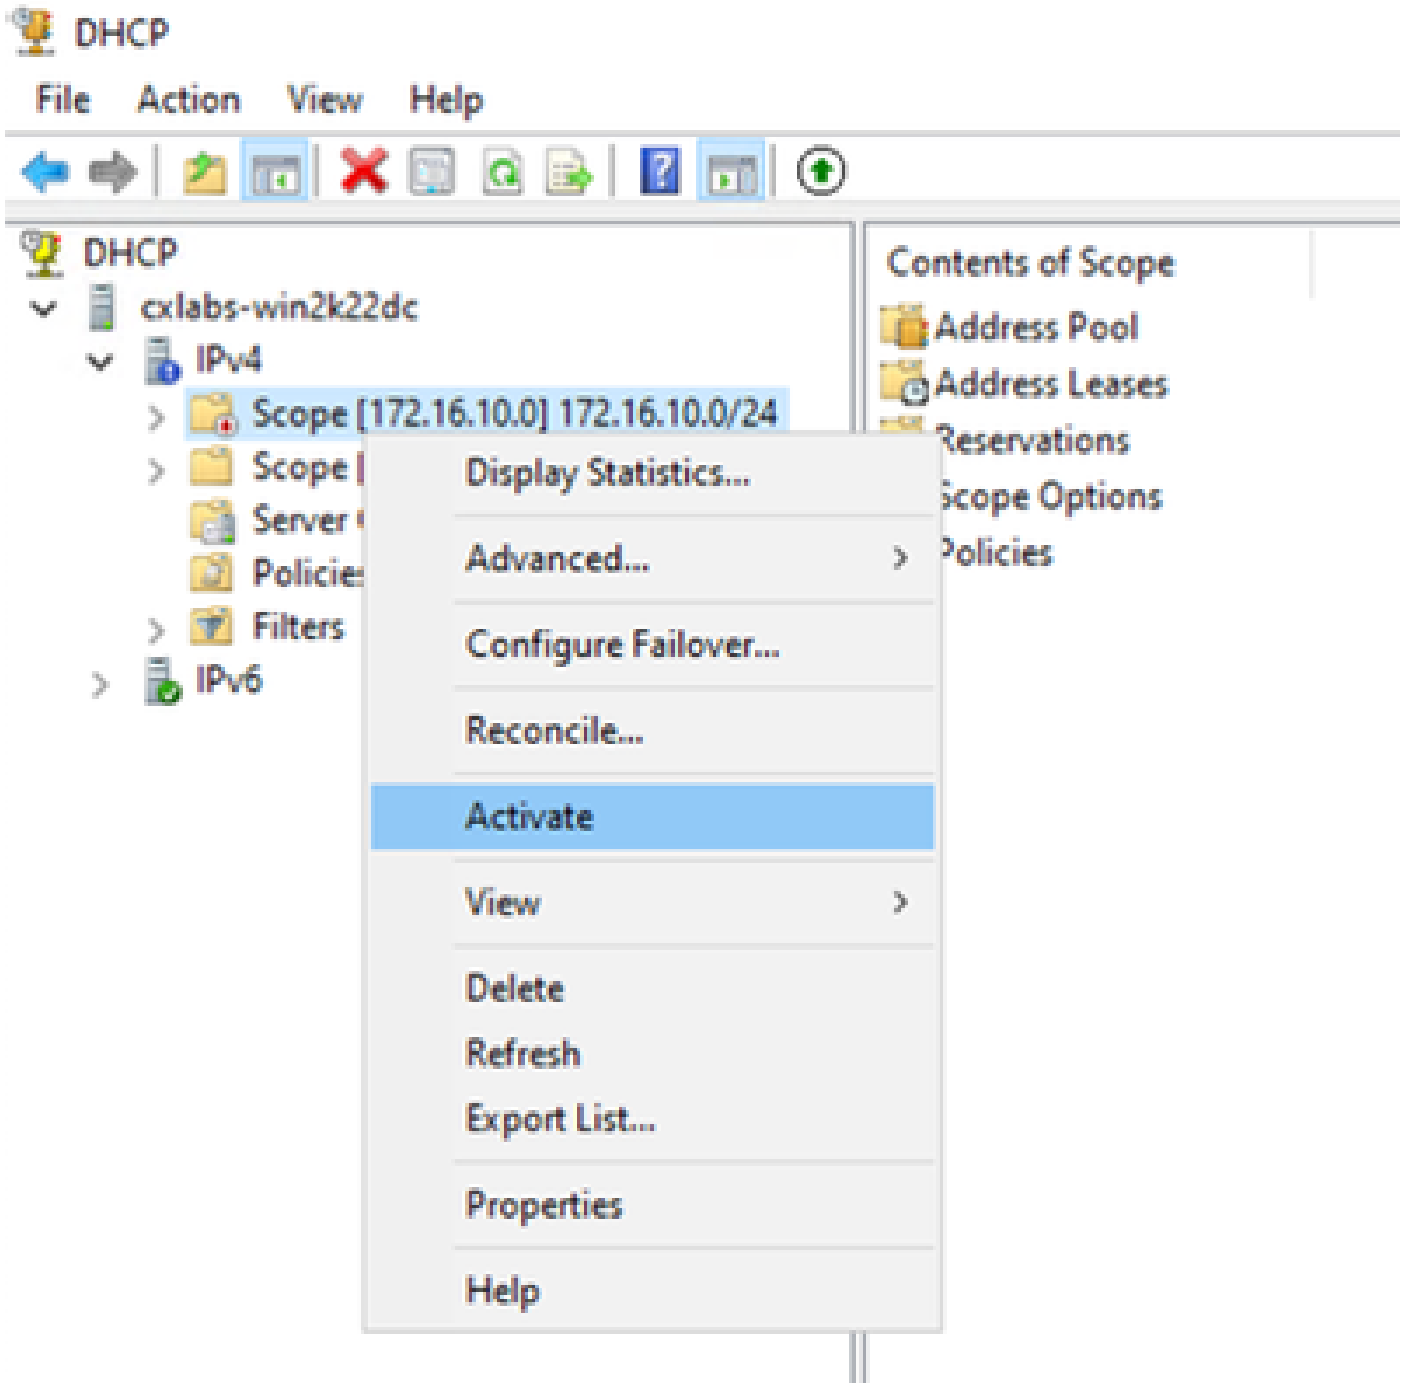 DHCP
File Action View Help
DHCP
cxlabs-win2k22dc
IPv4
Scope [172.16.10.0] 172.16.10.0/24
Scope [
Server
Policies
Filters
IPv6
Display Statistics...
Advanced...
Configure Failover...
Reconcile...
Activate
View
Delete
Refresh
Export List...
Properties
Help
Contents of Scope
Address Pool
Address Leases
Reservations
Scope Options
Policies